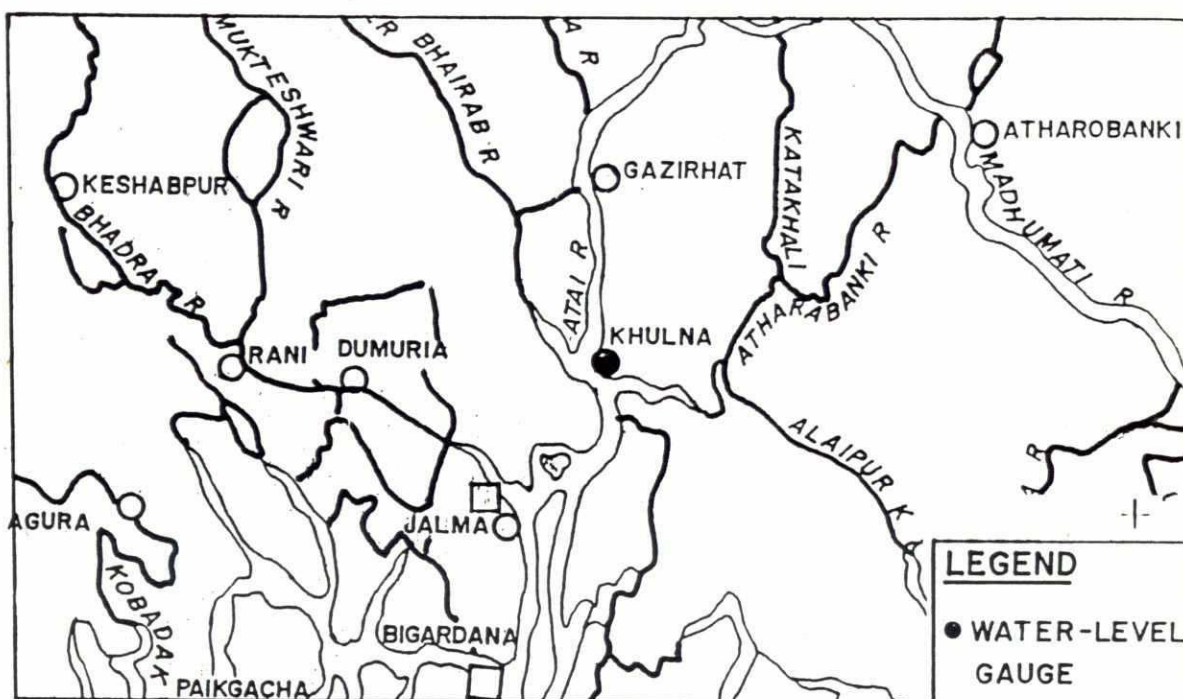 MUKTESHWARI R
ER BHAIRAB R
A R
KATAKHALI
ATHAROBANKI
MADHUMATI R
GAZIRHAT
KESHABPUR
BHADRA R
ATAI R
ATHARABANKI R
KHULNA
RANI
DUMURIA
ALAIPUR K
R
AGURA
JALMA
KOBADAK
BIGARDANA
PAIKGACHA
LEGEND
WATER-LEVEL
GAUGE